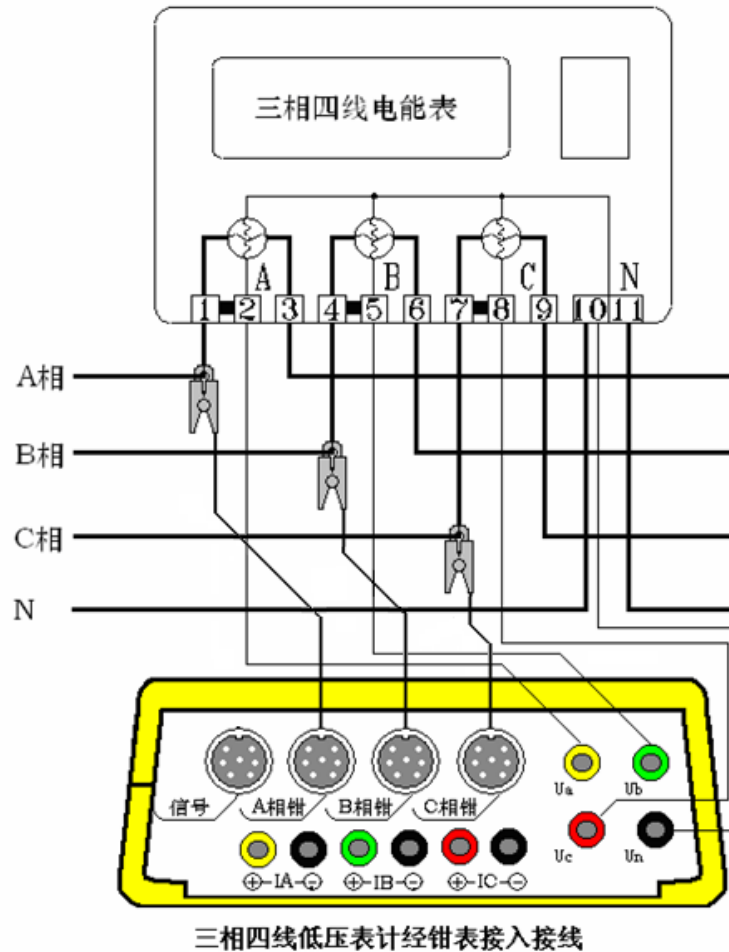 三相四线电能表
A B C N
1 2 3 4 5 6 7 8 9 10 11
A相
B相
C相
N
信号 A相钳 B相钳 C相钳
Ua Ub
Uc Un
⊕-IA-⊖ ⊕-IB-⊖ ⊕-IC-⊖
三相四线低压表计经钳表接入接线